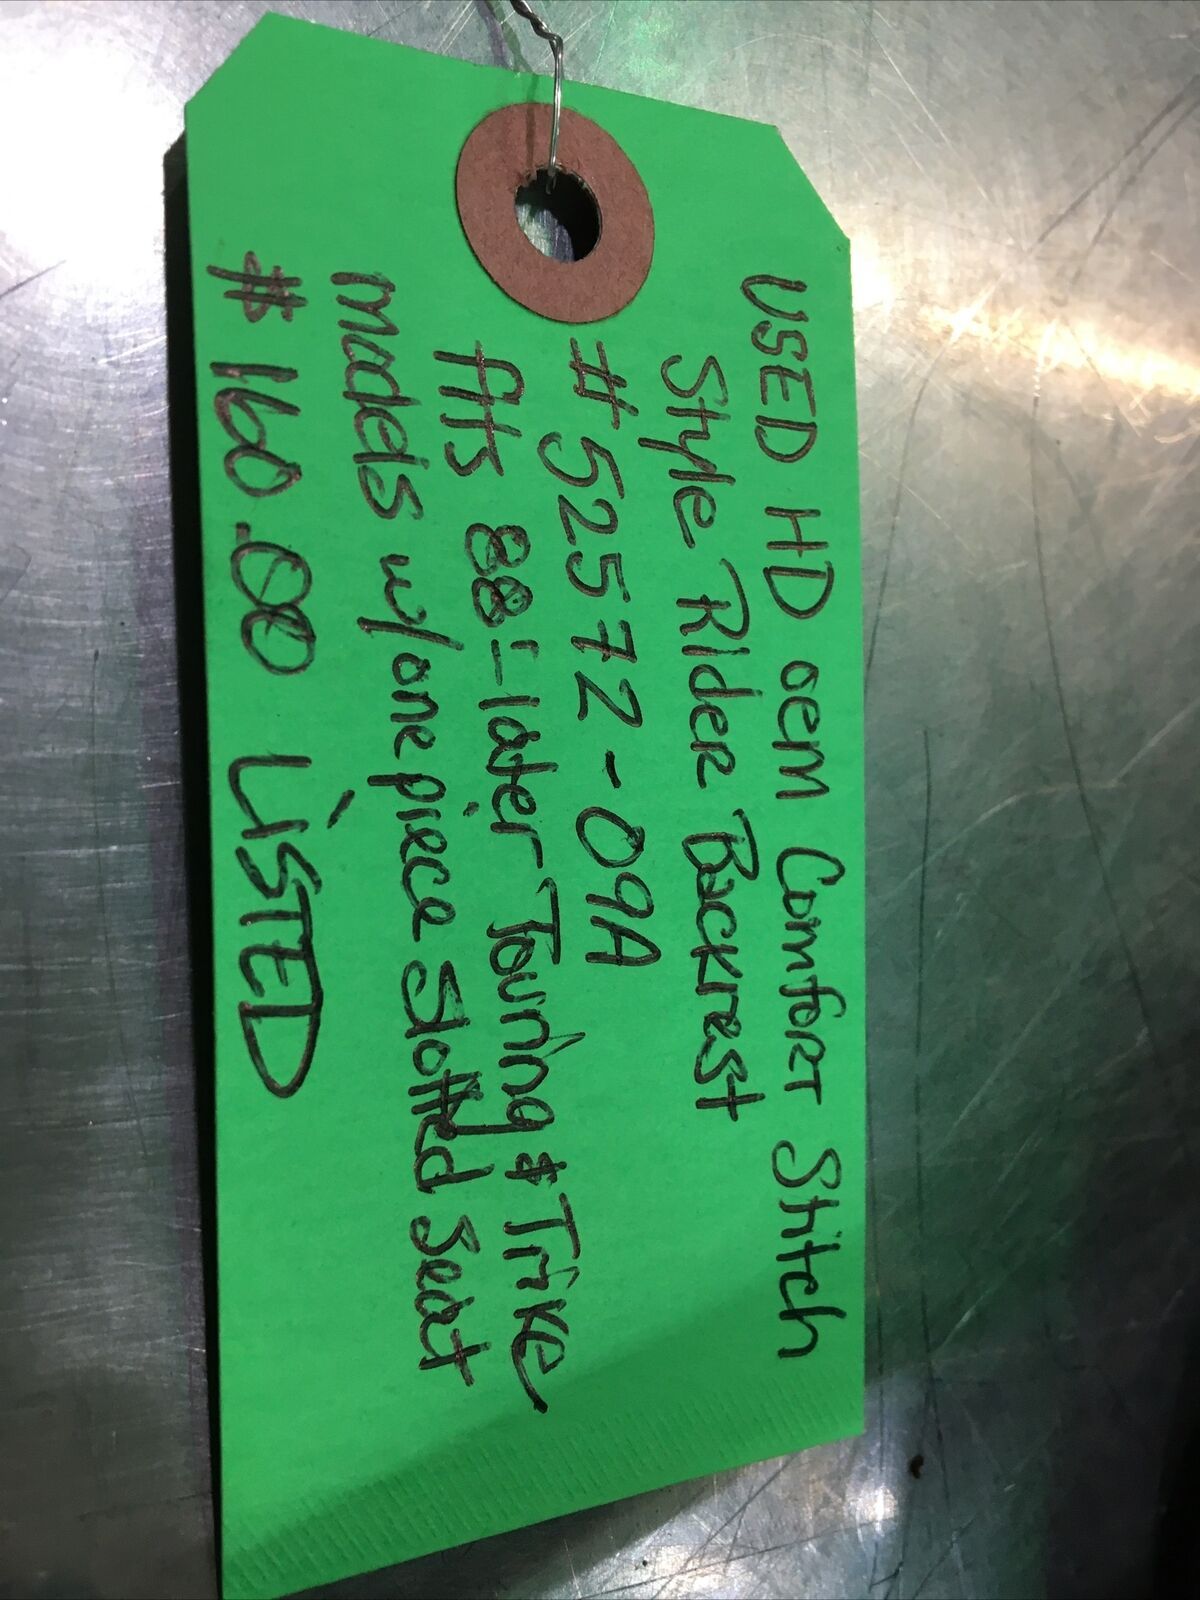 USED HD oem Comfort Stitch
Style Rider Backrest
#52572-09A
fits 88-later Touring & Trike
models w/one piece Slotted Seat
# 160.00 LISTED